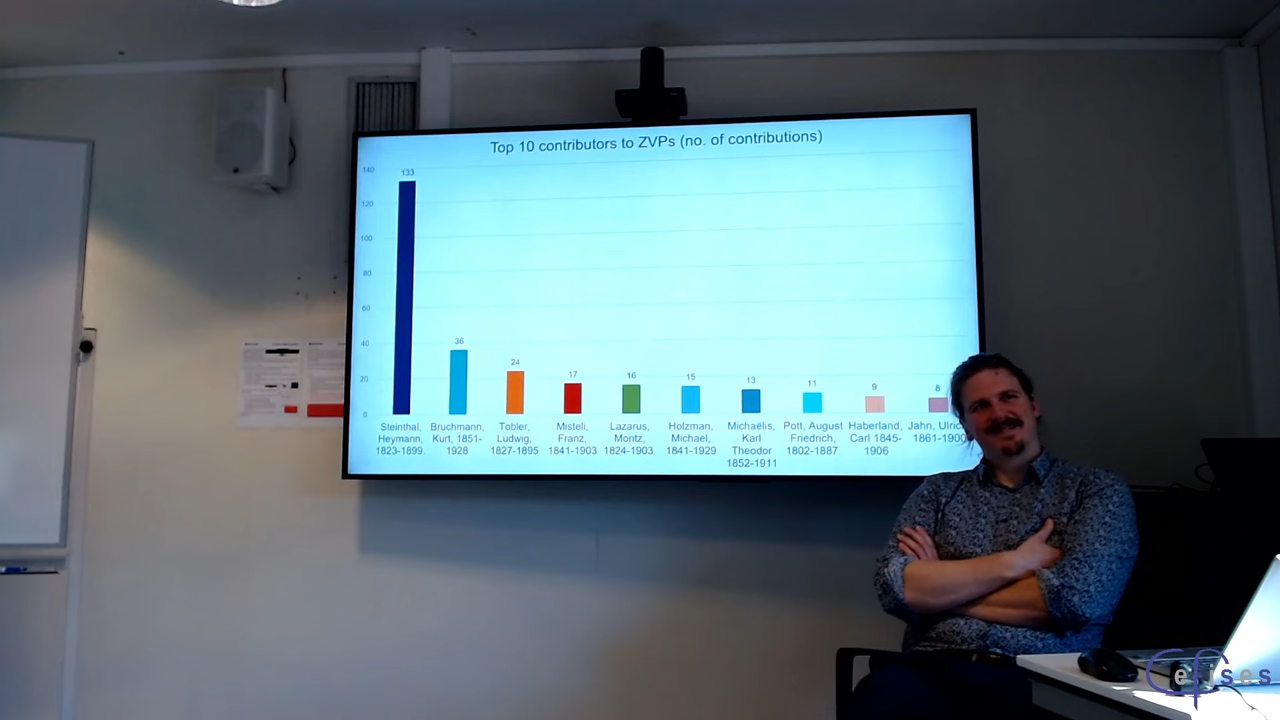 Top 10 contributors to ZVPs (no. of contributions)
140
120
100
80
60
40
20
0
133
36
24
17
16
15
13
11
9
8
Steinthal,
Heymann,
1823-1899.
Bruchmann,
Kurt, 1851-
1928
Tobler,
Ludwig,
1827-1895
Misteli,
Franz,
1841-1903
Lazarus,
Moritz,
1824-1903
Holzman,
Michael,
1841-1929
Michaëlis,
Karl
Theodor
1852-1911
Pott, August
Friedrich,
1802-1887
Haberland,
Carl 1845-
1906
Jahn, Ulric
1861-1900
Cefises